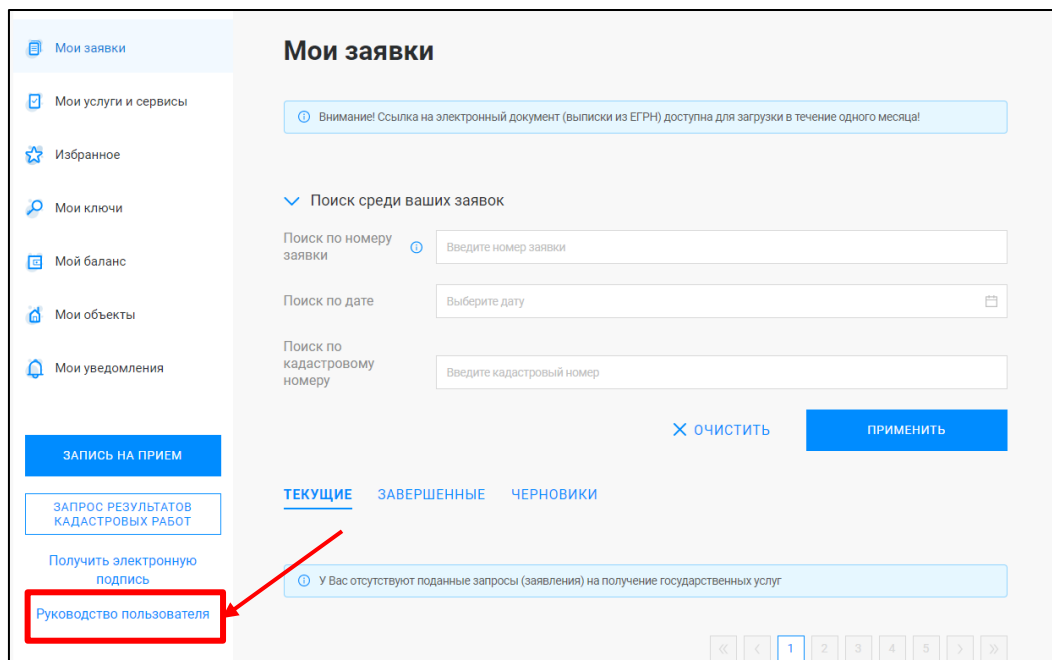 Мои заявки
Мои услуги и сервисы
Избранное
Мои ключи
Мой баланс
Мои объекты
Мои уведомления
ЗАПИСЬ НА ПРИЕМ
ЗАПРОС РЕЗУЛЬТАТОВ
КАДАСТРОВЫХ РАБОТ
Получить электронную
подпись
Руководство пользователя
Мои заявки
Внимание! Ссылка на электронный документ (выписки из ЕГРН) доступна для загрузки в течение одного месяца!
Поиск среди ваших заявок
Поиск по номеру
заявки
Введите номер заявки
Поиск по дате
Выберите дату
Поиск по
кадастровому
номеру
Введите кадастровый номер
ОЧИСТИТЬ
ПРИМЕНИТЬ
ТЕКУЩИЕ ЗАВЕРШЕННЫЕ ЧЕРНОВИКИ
У Вас отсутствуют поданные запросы (заявления) на получение государственных услуг
« < 1 2 3 4 5 > »